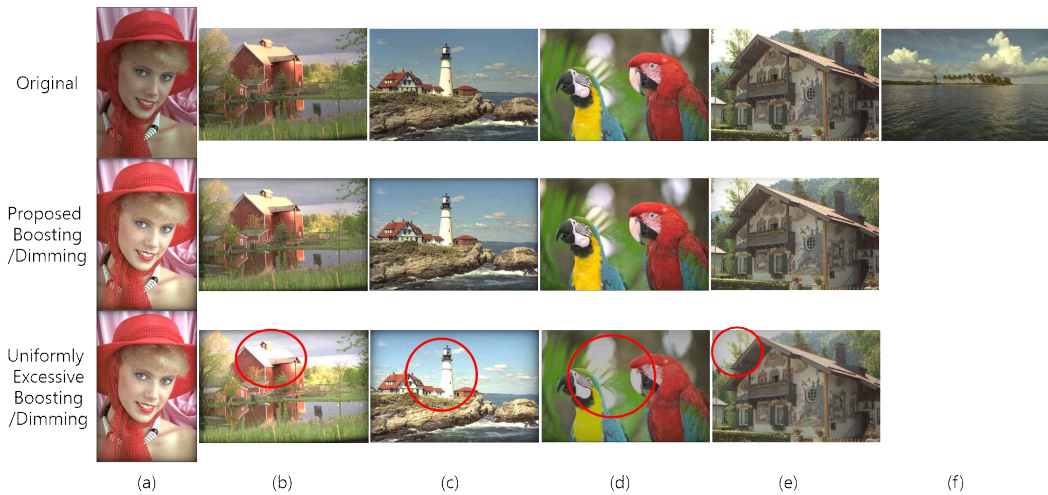 Original
Proposed
Boosting
/Dimming
Uniformly
Excessive
Boosting
/Dimming
(a)
(b)
(c)
(d)
(e)
(f)